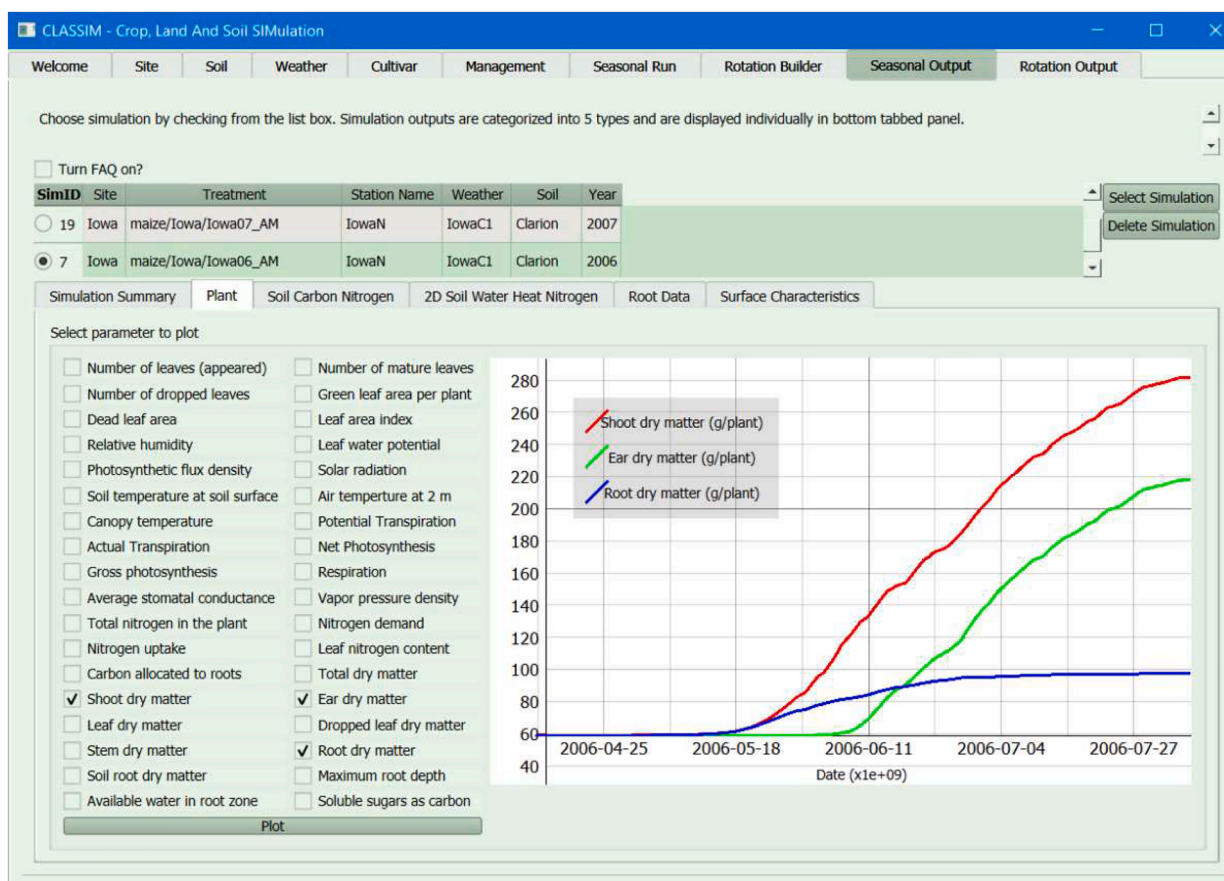 CLASSIM - Crop, Land And Soil SIMulation
Welcome Site Soil Weather Cultivar Management Seasonal Run Rotation Builder Seasonal Output Rotation Output
Choose simulation by checking from the list box. Simulation outputs are categorized into 5 types and are displayed individually in bottom tabbed panel.
Turn FAQ on?
SimID Site Treatment Station Name Weather Soil Year
19 Iowa maize/Iowa/Iowa07_AM IowaN IowaC1 Clarion 2007
7 Iowa maize/Iowa/Iowa06_AM IowaN IowaC1 Clarion 2006
Select Simulation
Delete Simulation
Simulation Summary Plant Soil Carbon Nitrogen 2D Soil Water Heat Nitrogen Root Data Surface Characteristics
Select parameter to plot
Number of leaves (appeared) Number of mature leaves
Number of dropped leaves Green leaf area per plant
Dead leaf area Leaf area index
Relative humidity Leaf water potential
Photosynthetic flux density Solar radiation
Soil temperature at soil surface Air temperture at 2 m
Canopy temperature Potential Transpiration
Actual Transpiration Net Photosynthesis
Gross photosynthesis Respiration
Average stomatal conductance Vapor pressure density
Total nitrogen in the plant Nitrogen demand
Nitrogen uptake Leaf nitrogen content
Carbon allocated to roots Total dry matter
Shoot dry matter Ear dry matter
Leaf dry matter Dropped leaf dry matter
Stem dry matter Root dry matter
Soil root dry matter Maximum root depth
Available water in root zone Soluble sugars as carbon
Plot
280
260
240
220
200
180
160
140
120
100
80
60
40
Shoot dry matter (g/plant)
Ear dry matter (g/plant)
Root dry matter (g/plant)
2006-04-25 2006-05-18 2006-06-11 2006-07-04 2006-07-27
Date (x1e+09)